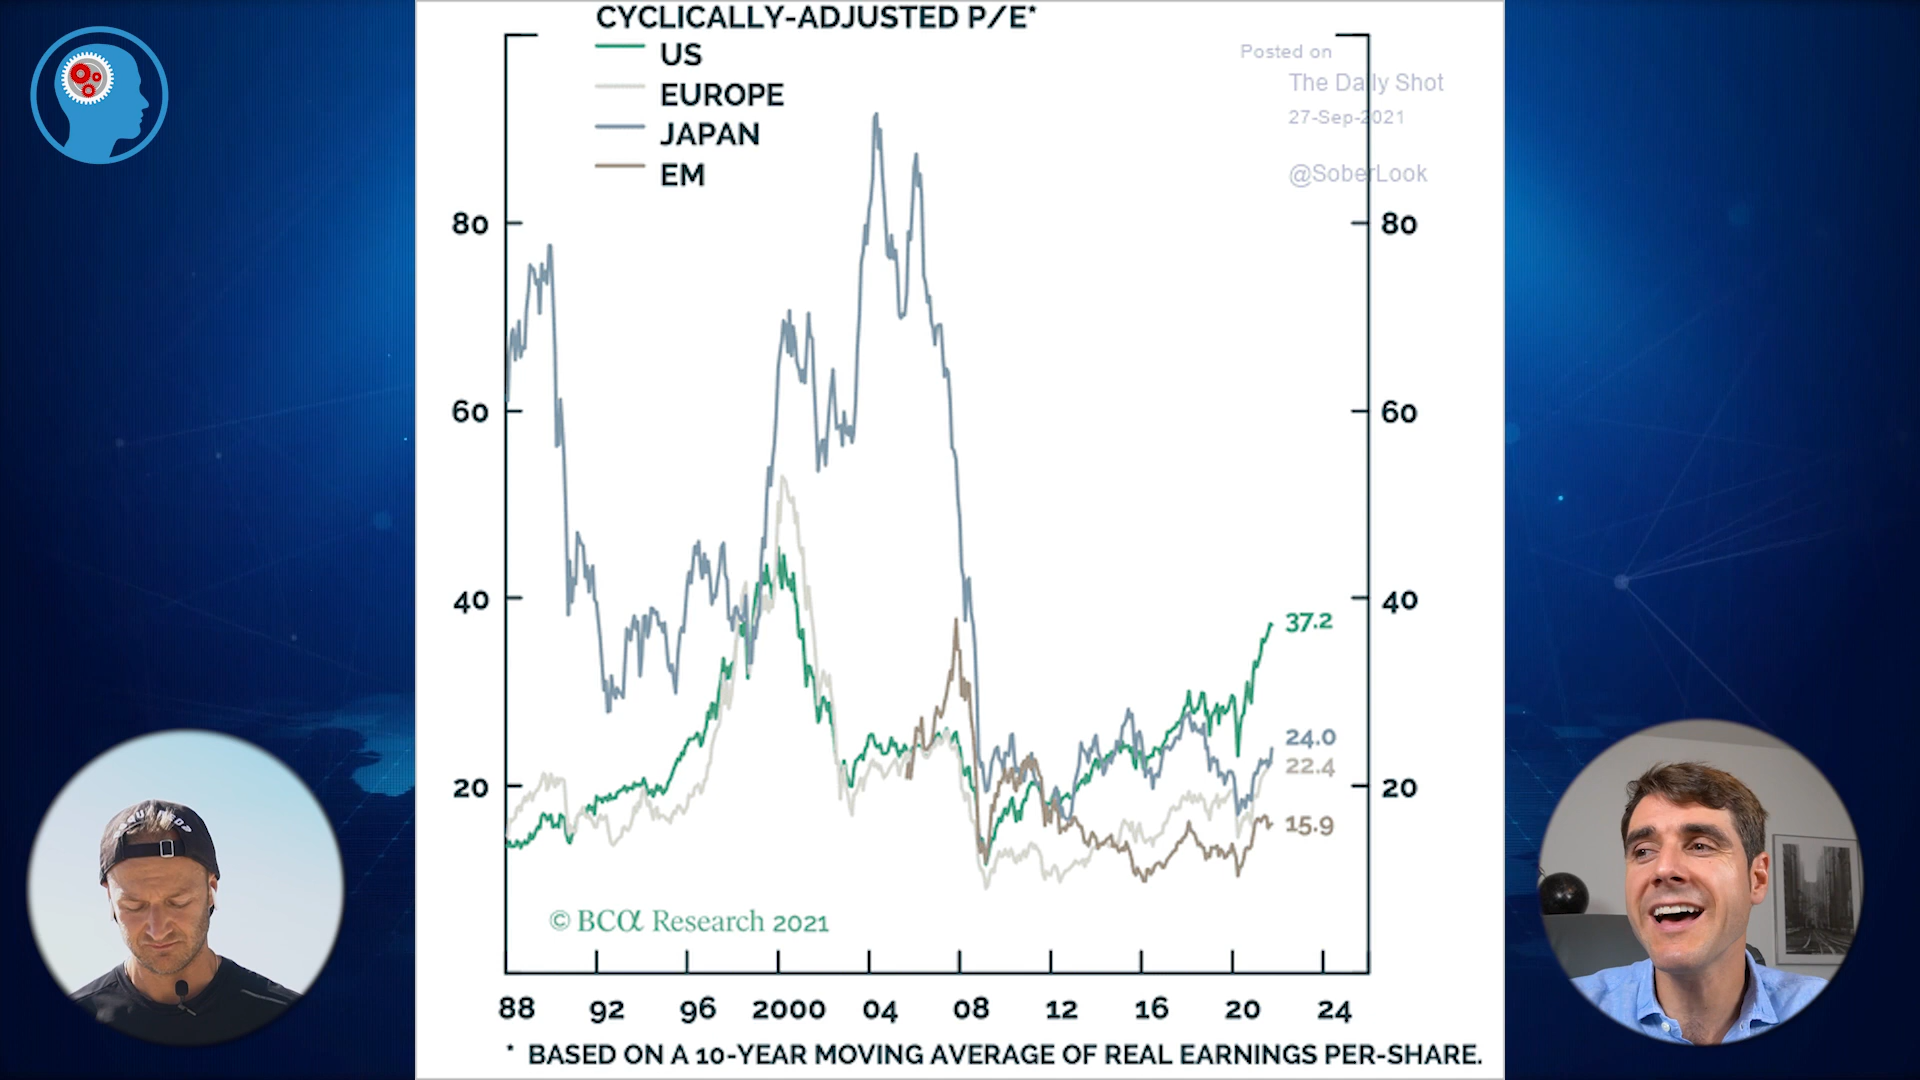 CYCLICALLY-ADJUSTED P/E*
US
EUROPE
JAPAN
EM
Posted on
The Daily Shot
27-Sep-2021
@SoberLook
80
80
60
60
40
40
37.2
24.0
22.4
20
20
15.9
© BCα Research 2021
88 92 96 2000 04 08 12 16 20 24
* BASED ON A 10-YEAR MOVING AVERAGE OF REAL EARNINGS PER-SHARE.